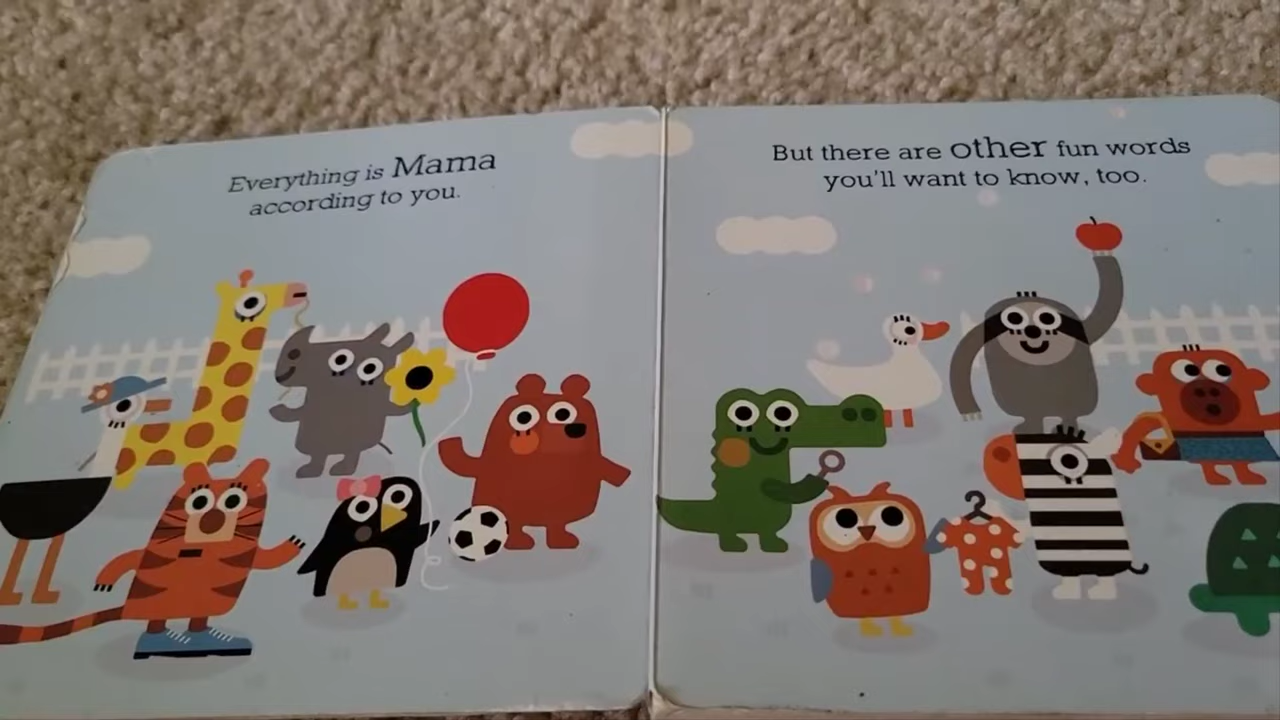 Everything is Mama
according to you.
But there are other fun words
you'll want to know, too.